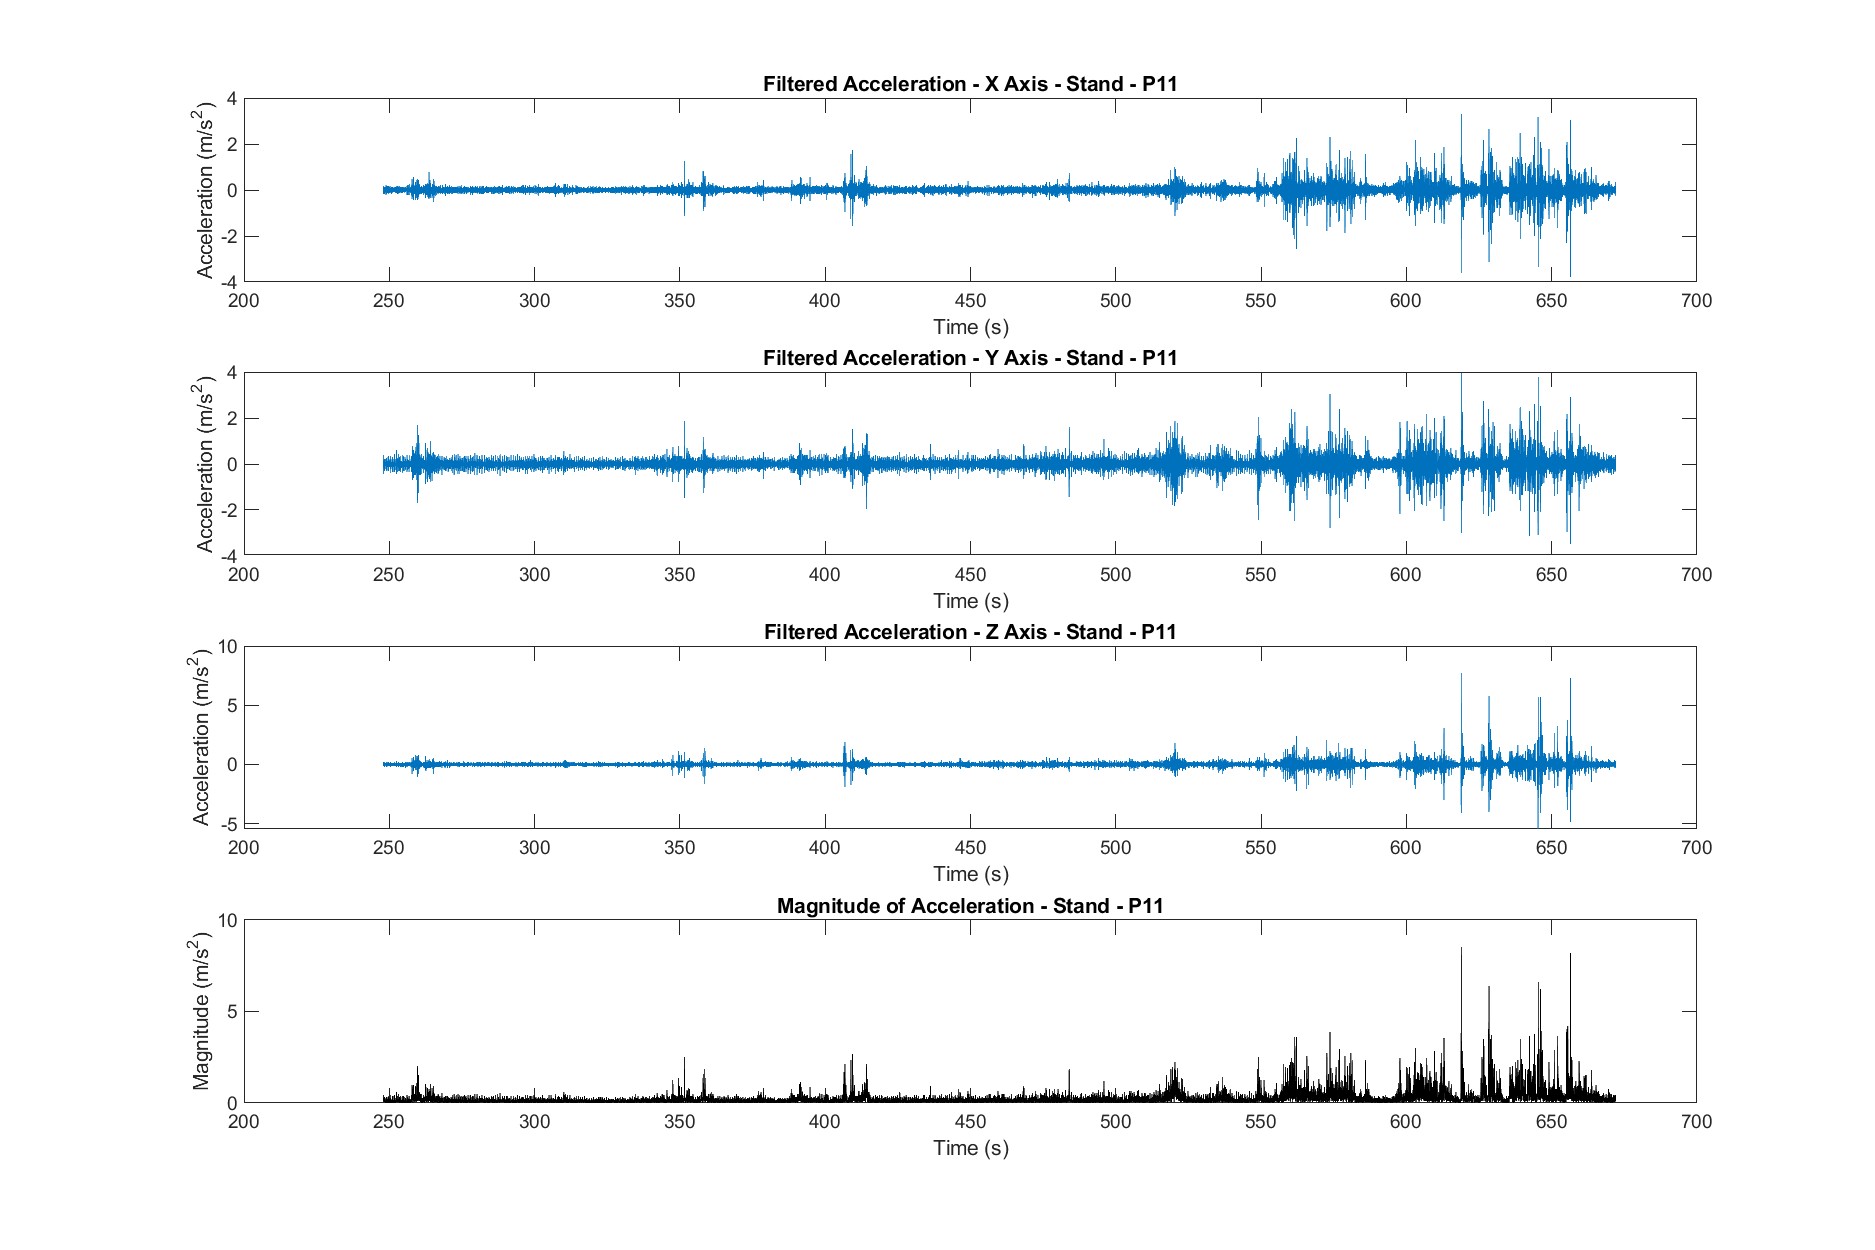 Filtered Acceleration - X Axis - Stand - P11
Acceleration (m/s²)
4
2
0
-2
-4
200 250 300 350 400 450 500 550 600 650 700
Time (s)
Filtered Acceleration - Y Axis - Stand - P11
Acceleration (m/s²)
4
2
0
-2
-4
200 250 300 350 400 450 500 550 600 650 700
Time (s)
Filtered Acceleration - Z Axis - Stand - P11
Acceleration (m/s²)
10
5
0
-5
200 250 300 350 400 450 500 550 600 650 700
Time (s)
Magnitude of Acceleration - Stand - P11
Magnitude (m/s²)
10
5
0
200 250 300 350 400 450 500 550 600 650 700
Time (s)